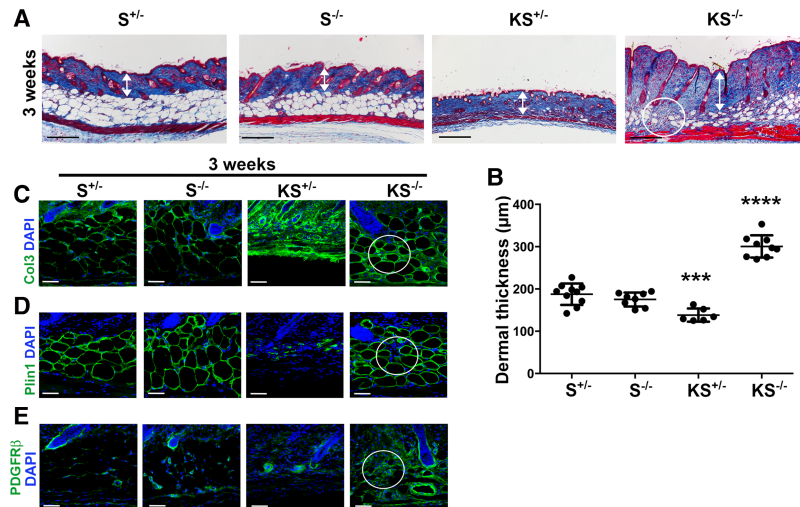 A
S+/-
S-/-
KS+/-
KS-/-
3 weeks
3 weeks
S+/-
S-/-
KS+/-
KS-/-
C
Col3 DAPI
D
Plin1 DAPI
E
PDGFRβ
DAPI
B
****
***
Dermal thickness (μm)
400
300
200
100
0
S+/-
S-/-
KS+/-
KS-/-